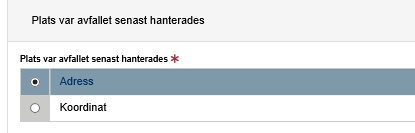 Plats var avfallet senast hanterades
Plats var avfallet senast hanterades *
Adress
Koordinat